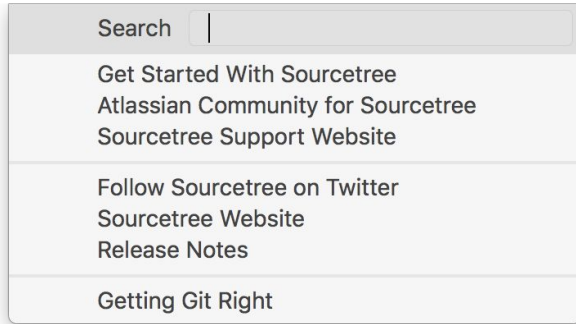 Search
Get Started With Sourcetree
Atlassian Community for Sourcetree
Sourcetree Support Website
Follow Sourcetree on Twitter
Sourcetree Website
Release Notes
Getting Git Right